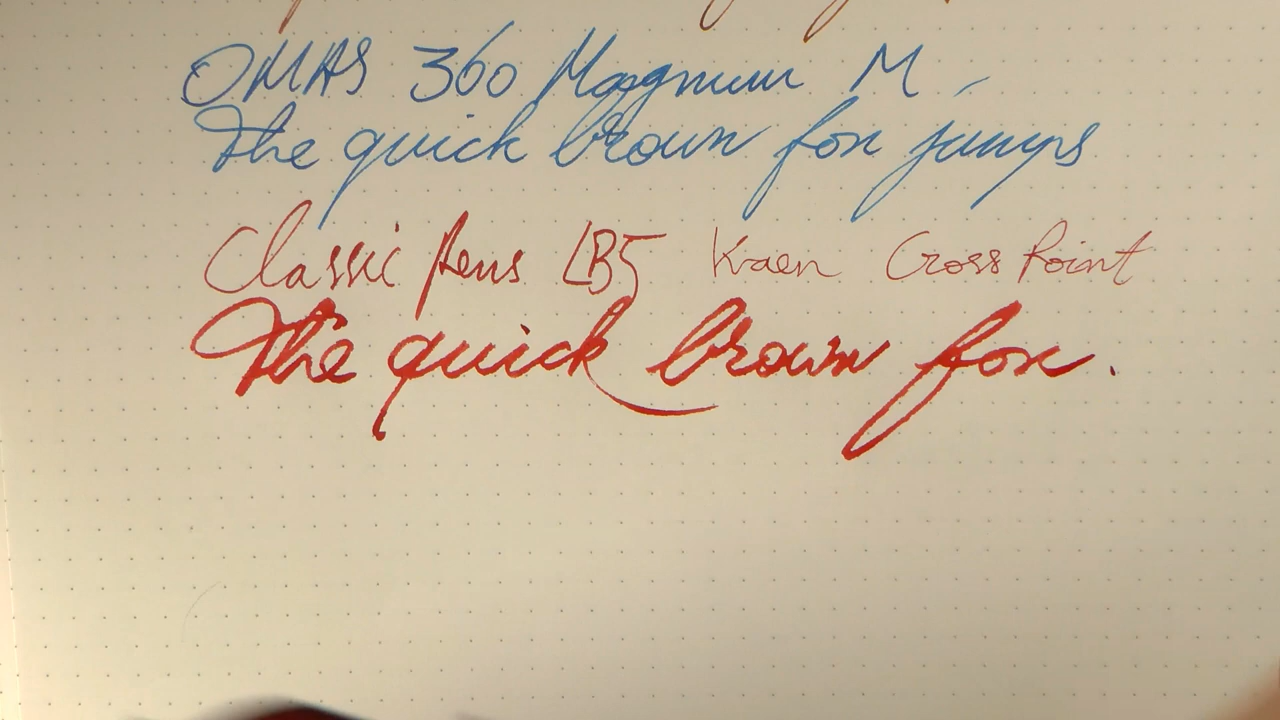 OMAS 360 Magnum M -
The quick brown fox jumps
Classic Pens LB5 Kraen Cross Point
The quick brown fox.